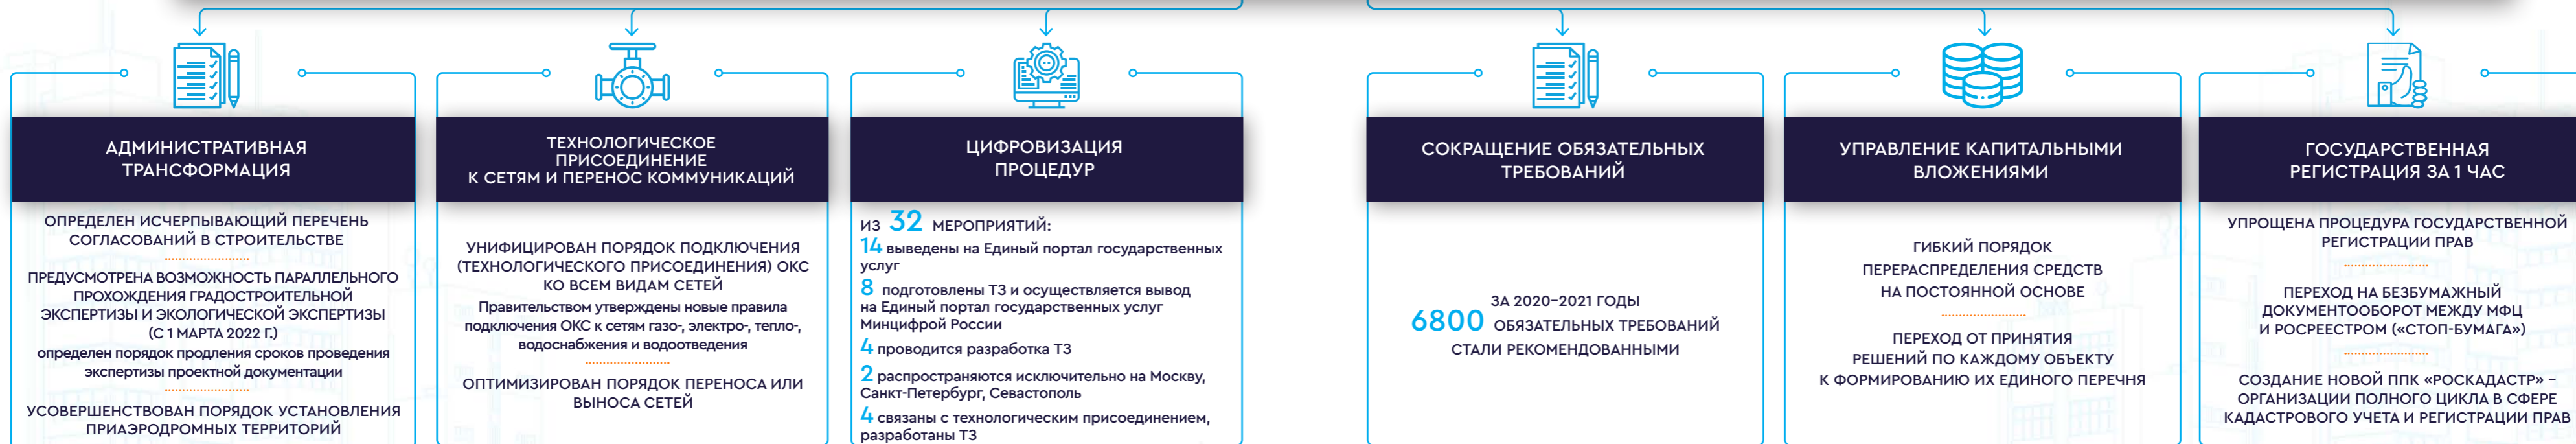 АДМИНИСТРАТИВНАЯ
ТРАНСФОРМАЦИЯ
ОПРЕДЕЛЕН ИСЧЕРПЫВАЮЩИЙ ПЕРЕЧЕНЬ
СОГЛАСОВАНИЙ В СТРОИТЕЛЬСТВЕ
ПРЕДУСМОТРЕНА ВОЗМОЖНОСТЬ ПАРАЛЛЕЛЬНОГО
ПРОХОЖДЕНИЯ ГРАДОСТРОИТЕЛЬНОЙ
ЭКСПЕРТИЗЫ И ЭКОЛОГИЧЕСКОЙ ЭКСПЕРТИЗЫ
(С 1 МАРТА 2022 Г.)
определен порядок продления сроков проведения
экспертизы проектной документации
УСОВЕРШЕНСТВОВАН ПОРЯДОК УСТАНОВЛЕНИЯ
ПРИАЭРОДРОМНЫХ ТЕРРИТОРИЙ
ТЕХНОЛОГИЧЕСКОЕ
ПРИСОЕДИНЕНИЕ
К СЕТЯМ И ПЕРЕНОС КОММУНИКАЦИЙ
УНИФИЦИРОВАН ПОРЯДОК ПОДКЛЮЧЕНИЯ
(ТЕХНОЛОГИЧЕСКОГО ПРИСОЕДИНЕНИЯ) ОКС
КО ВСЕМ ВИДАМ СЕТЕЙ
Правительством утверждены новые правила
подключения ОКС к сетям газо-, электро-, тепло-,
водоснабжения и водоотведения
ОПТИМИЗИРОВАН ПОРЯДОК ПЕРЕНОСА ИЛИ
ВЫНОСА СЕТЕЙ
ЦИФРОВИЗАЦИЯ
ПРОЦЕДУР
ИЗ 32 МЕРОПРИЯТИЙ:
14 выведены на Единый портал государственных
услуг
8 подготовлены ТЗ и осуществляется вывод
на Единый портал государственных услуг
Минцифрой России
4 проводится разработка ТЗ
2 распространяются исключительно на Москву,
Санкт-Петербург, Севастополь
4 связаны с технологическим присоединением,
разработаны ТЗ
СОКРАЩЕНИЕ ОБЯЗАТЕЛЬНЫХ
ТРЕБОВАНИЙ
ЗА 2020–2021 ГОДЫ
6800 ОБЯЗАТЕЛЬНЫХ ТРЕБОВАНИЙ
СТАЛИ РЕКОМЕНДОВАННЫМИ
УПРАВЛЕНИЕ КАПИТАЛЬНЫМИ
ВЛОЖЕНИЯМИ
ГИБКИЙ ПОРЯДОК
ПЕРЕРАСПРЕДЕЛЕНИЯ СРЕДСТВ
НА ПОСТОЯННОЙ ОСНОВЕ
ПЕРЕХОД ОТ ПРИНЯТИЯ
РЕШЕНИЙ ПО КАЖДОМУ ОБЪЕКТУ
К ФОРМИРОВАНИЮ ИХ ЕДИНОГО ПЕРЕЧНЯ
ГОСУДАРСТВЕННАЯ
РЕГИСТРАЦИЯ ЗА 1 ЧАС
УПРОЩЕНА ПРОЦЕДУРА ГОСУДАРСТВЕННОЙ
РЕГИСТРАЦИИ ПРАВ
ПЕРЕХОД НА БЕЗБУМАЖНЫЙ
ДОКУМЕНТООБОРОТ МЕЖДУ МФЦ
И РОСРЕЕСТРОМ («СТОП-БУМАГА»)
СОЗДАНИЕ НОВОЙ ППК «РОСКАДАСТР» –
ОРГАНИЗАЦИИ ПОЛНОГО ЦИКЛА В СФЕРЕ
КАДАСТРОВОГО УЧЕТА И РЕГИСТРАЦИИ ПРАВ